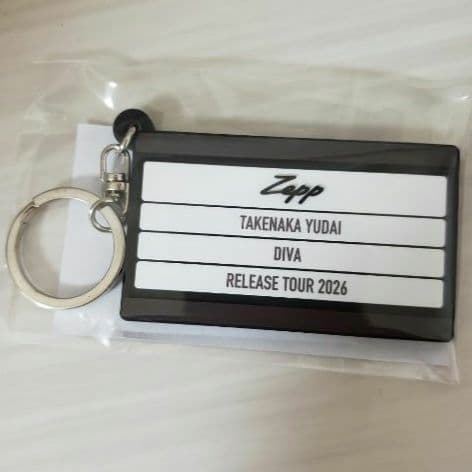 Zepp
TAKENAKA YUDAI
DIVA
RELEASE TOUR 2026